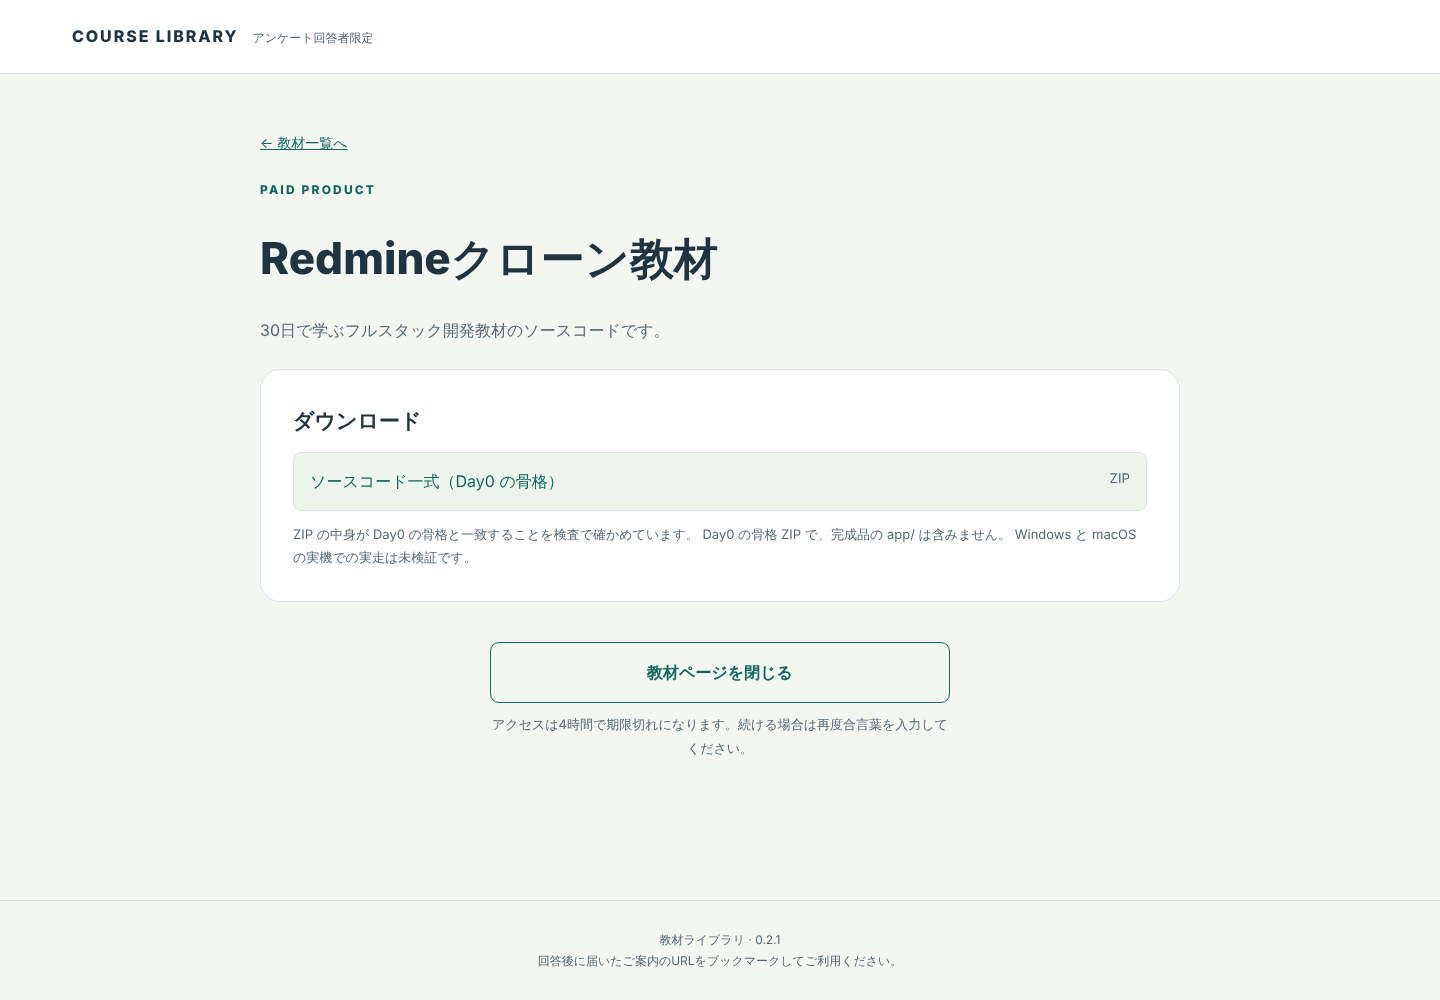 COURSE LIBRARY アンケート回答者限定
← 教材一覧へ
PAID PRODUCT
Redmineクローン教材
30日で学ぶフルスタック開発教材のソースコードです。
ダウンロード
ソースコード一式（Day0 の骨格） ZIP
ZIP の中身が Day0 の骨格と一致することを検査で確かめています。 Day0 の骨格 ZIP で、完成品の app/ は含みません。 Windows と macOS
の実機での実走は未検証です。
教材ページを閉じる
アクセスは4時間で期限切れになります。続ける場合は再度合言葉を入力して
ください。
教材ライブラリ · 0.2.1
回答後に届いたご案内のURLをブックマークしてご利用ください。